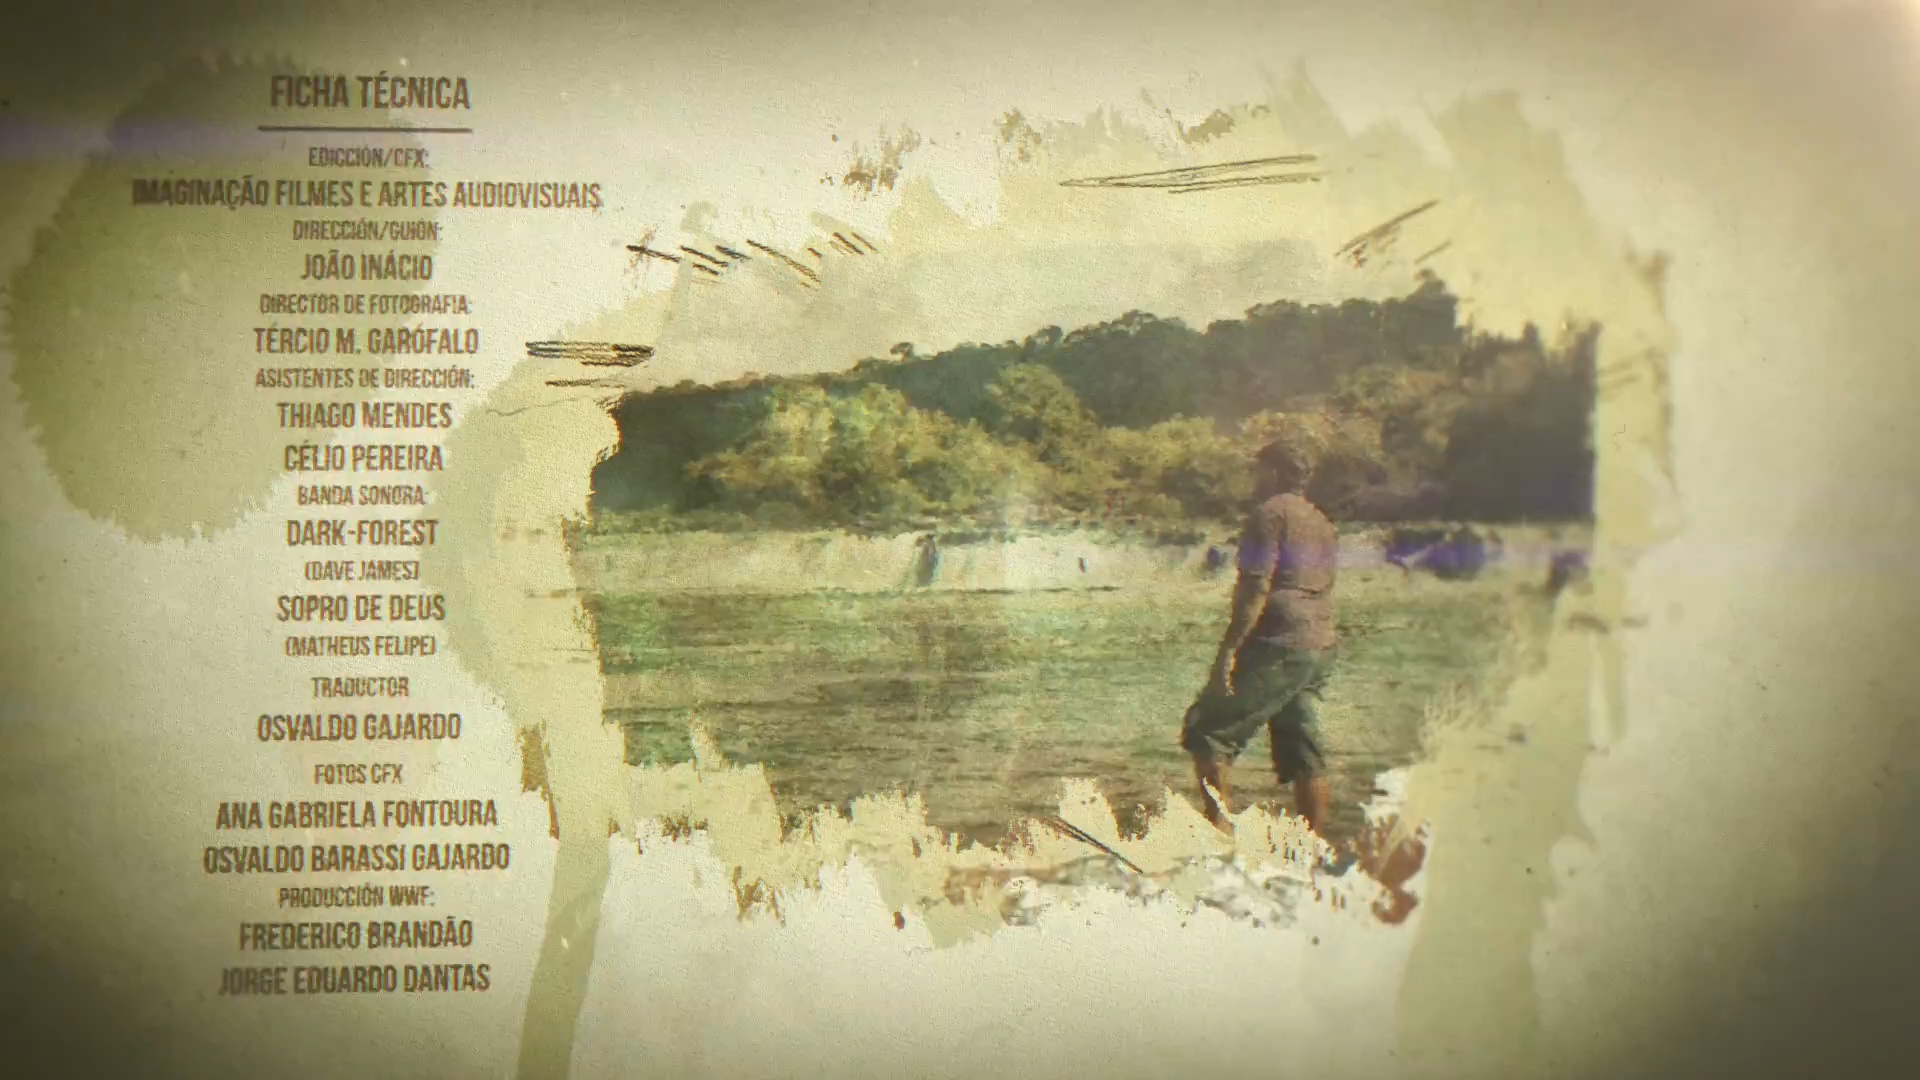 FICHA TÉCNICA
EDICCIÓN/CFX:
IMAGINAÇÃO FILMES E ARTES AUDIOVISUAIS
DIRECCIÓN/GUIÓN:
JOÃO INÁCIO
DIRECTOR DE FOTOGRAFIA:
TÉRCIO M. GARÓFALO
ASISTENTES DE DIRECCIÓN:
THIAGO MENDES
CÉLIO PEREIRA
BANDA SONORA:
DARK-FOREST
(DAVE JAMES)
SOPRO DE DEUS
(MATHEUS FELIPE)
TRADUCTOR
OSVALDO GAJARDO
FOTOS CFX
ANA GABRIELA FONTOURA
OSVALDO BARASSI GAJARDO
PRODUCCIÓN WWF:
FREDERICO BRANDÃO
JORGE EDUARDO DANTAS